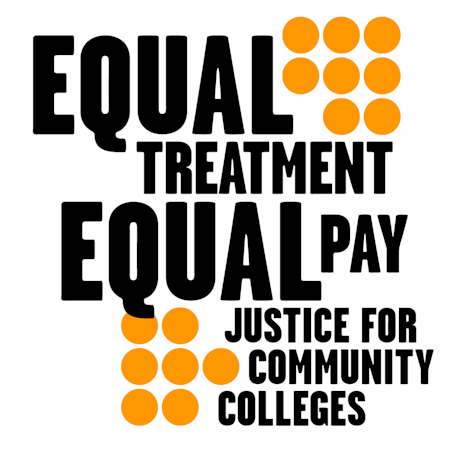 EQUAL
TREATMENT
EQUAL PAY
JUSTICE FOR
COMMUNITY
COLLEGES